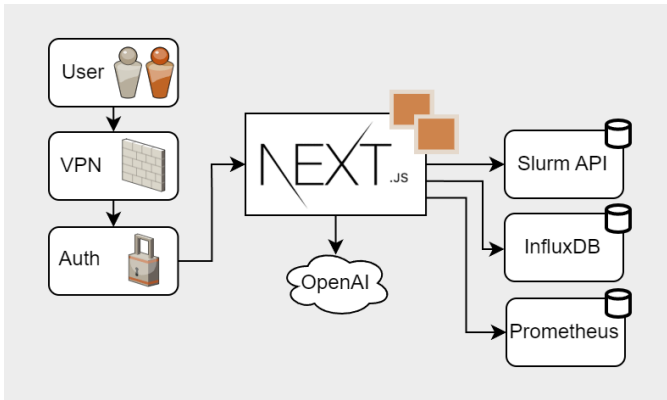 User
VPN
Auth
NEXT.JS
OpenAI
Slurm API
InfluxDB
Prometheus